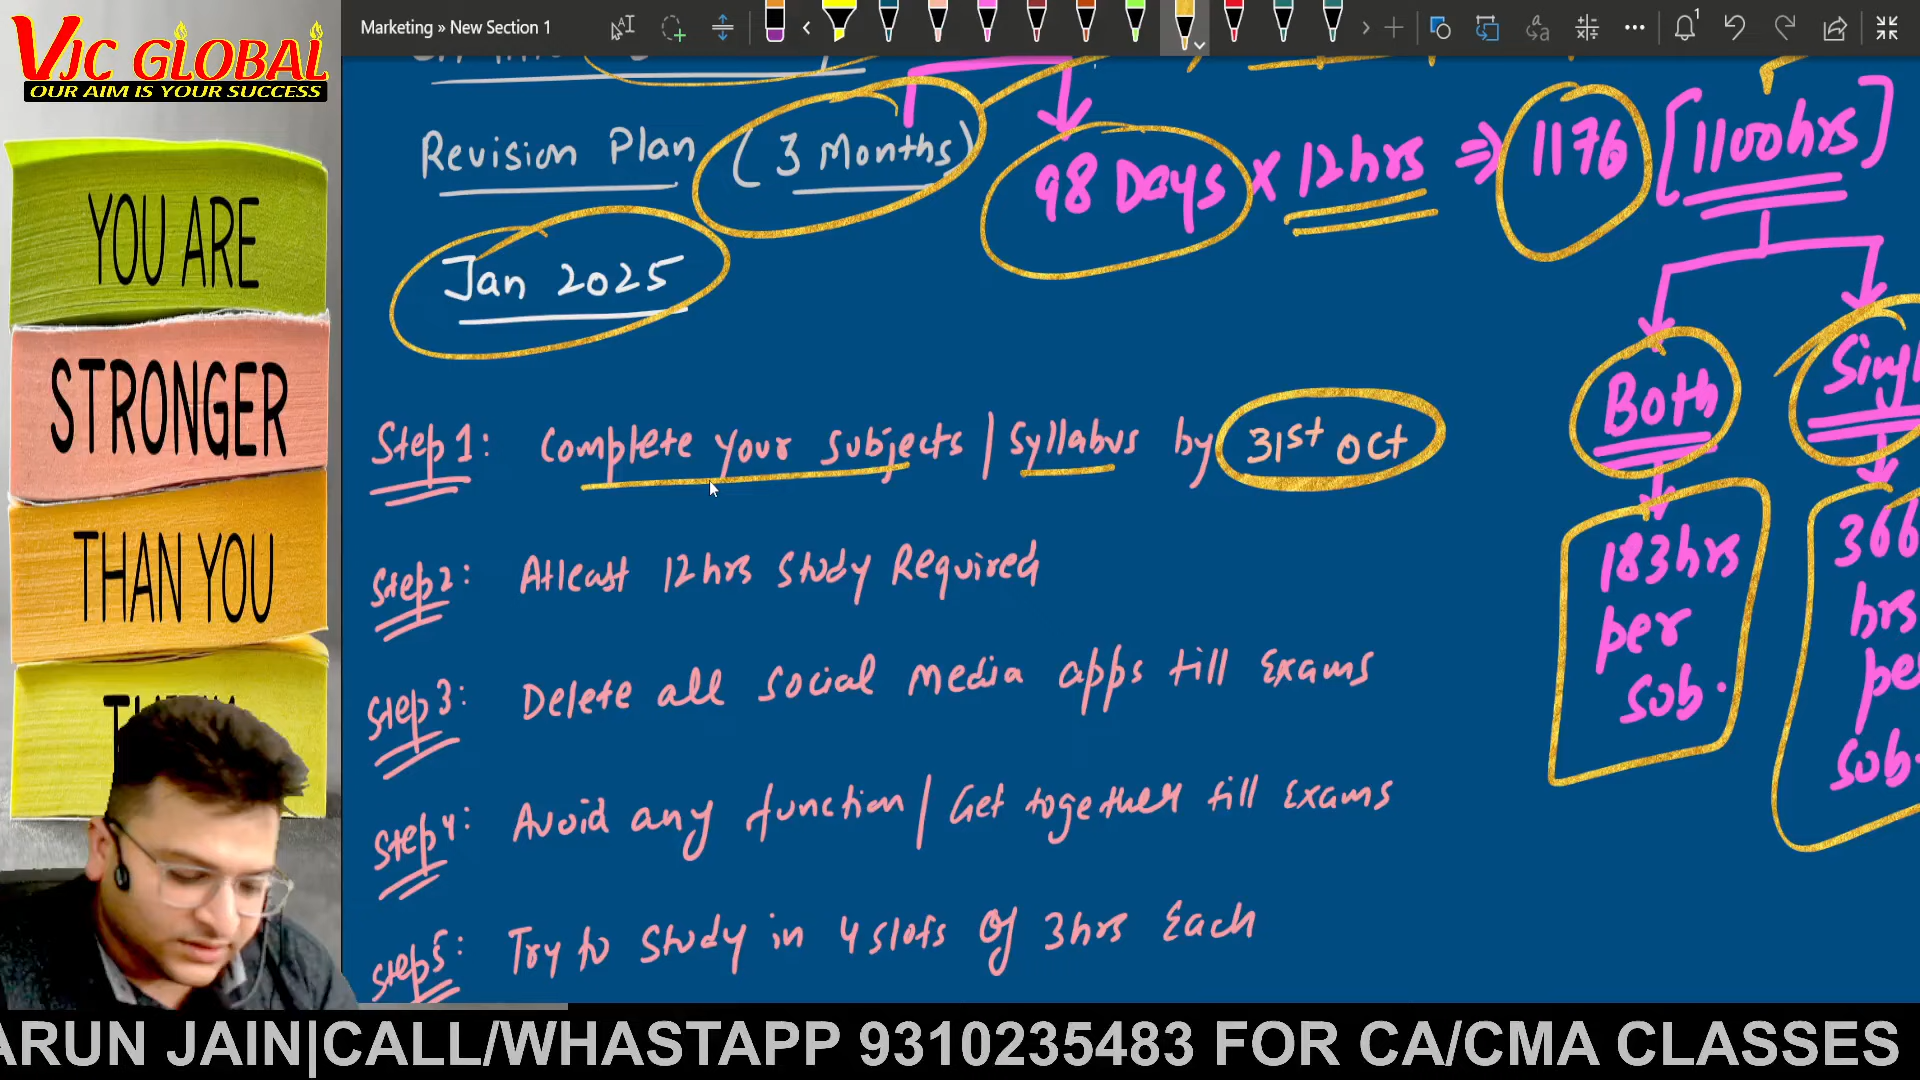 VJC GLOBAL
OUR AIM IS YOUR SUCCESS
Marketing » New Section 1
YOU ARE
STRONGER
THAN YOU
Revision Plan (3 Months)
98 Days x 12hrs ⇒ 1176 [1100hrs]
Jan 2025
Both
183hrs
per
sub.
366
hrs
sub.
Step 1: Complete your subjects | Syllabus by 31st Oct
Step 2: Atleast 12hrs Study Required
Step 3: Delete all social media apps till Exams
Step 4: Avoid any function | Get together till Exams
Step 5: Try to Study in 4 slots Of 3hrs Each
ARUN JAIN|CALL/WHASTAPP 9310235483 FOR CA/CMA CLASSES